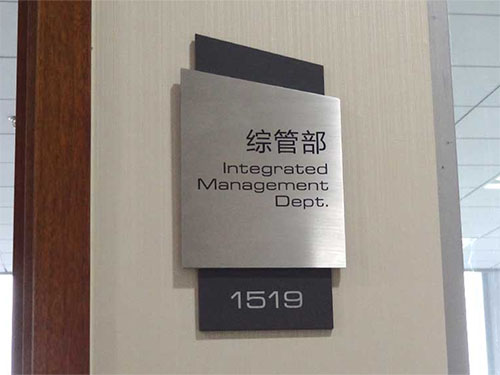 综管部
Integrated
Management
Dept.
1519